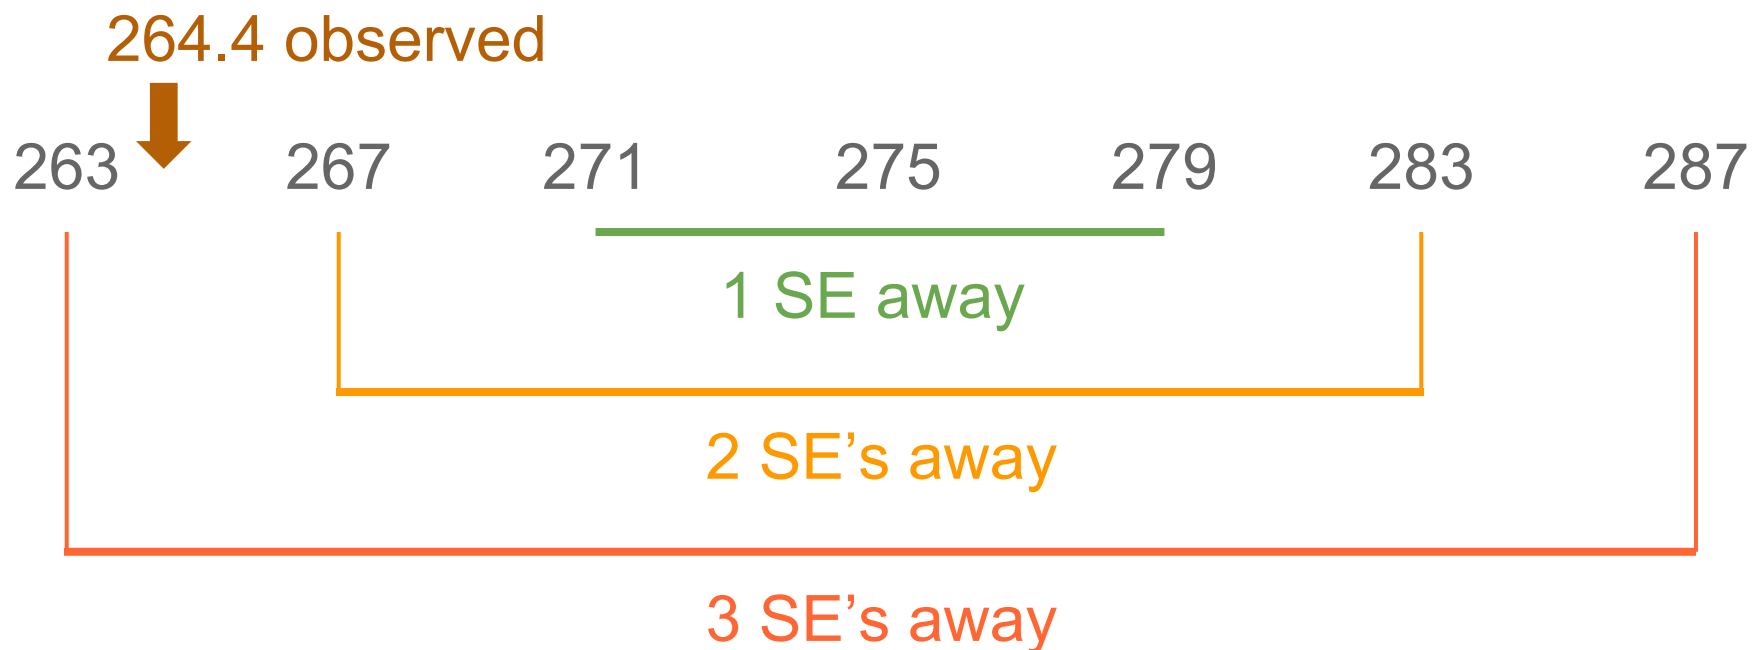 264.4 observed
263 267 271 275 279 283 287
1 SE away
2 SE’s away
3 SE’s away